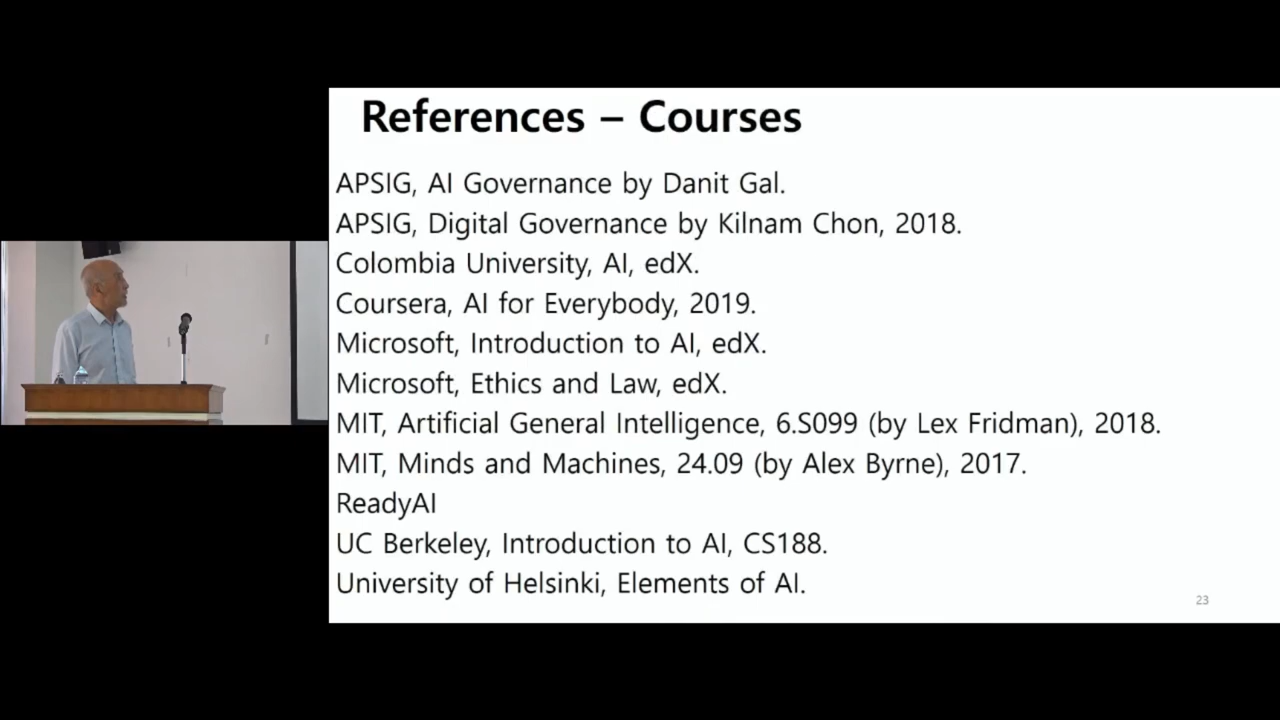 References – Courses
APSIG, AI Governance by Danit Gal.
APSIG, Digital Governance by Kilnam Chon, 2018.
Colombia University, AI, edX.
Coursera, AI for Everybody, 2019.
Microsoft, Introduction to AI, edX.
Microsoft, Ethics and Law, edX.
MIT, Artificial General Intelligence, 6.S099 (by Lex Fridman), 2018.
MIT, Minds and Machines, 24.09 (by Alex Byrne), 2017.
ReadyAI
UC Berkeley, Introduction to AI, CS188.
University of Helsinki, Elements of AI.
23